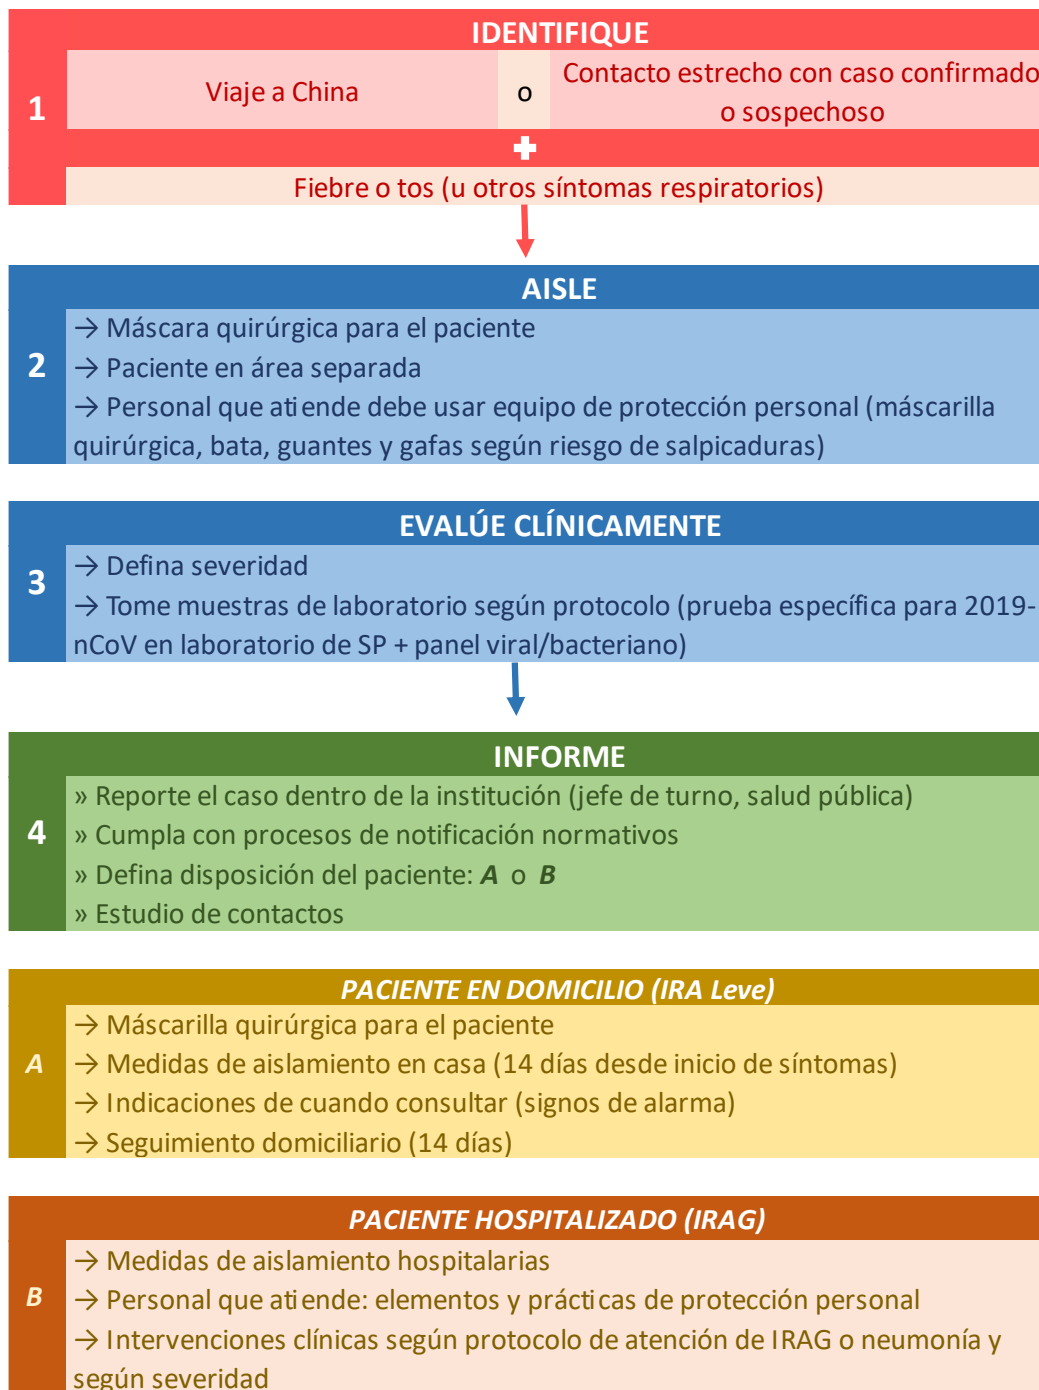 IDENTIFIQUE
1
Viaje a China
o
Contacto estrecho con caso confirmado
o sospechoso
Fiebre o tos (u otros síntomas respiratorios)
AISLE
2
→ Máscara quirúrgica para el paciente
→ Paciente en área separada
→ Personal que atiende debe usar equipo de protección personal (máscarilla
quirúrgica, bata, guantes y gafas según riesgo de salpicaduras)
EVALÚE CLÍNICAMENTE
3
→ Defina severidad
→ Tome muestras de laboratorio según protocolo (prueba específica para 2019-
nCoV en laboratorio de SP + panel viral/bacteriano)
INFORME
4
» Reporte el caso dentro de la institución (jefe de turno, salud pública)
» Cumpla con procesos de notificación normativos
» Defina disposición del paciente: A o B
» Estudio de contactos
PACIENTE EN DOMICILIO (IRA Leve)
A
→ Máscarilla quirúrgica para el paciente
→ Medidas de aislamiento en casa (14 días desde inicio de síntomas)
→ Indicaciones de cuando consultar (signos de alarma)
→ Seguimiento domiciliario (14 días)
PACIENTE HOSPITALIZADO (IRAG)
B
→ Medidas de aislamiento hospitalarias
→ Personal que atiende: elementos y prácticas de protección personal
→ Intervenciones clínicas según protocolo de atención de IRAG o neumonía y
según severidad